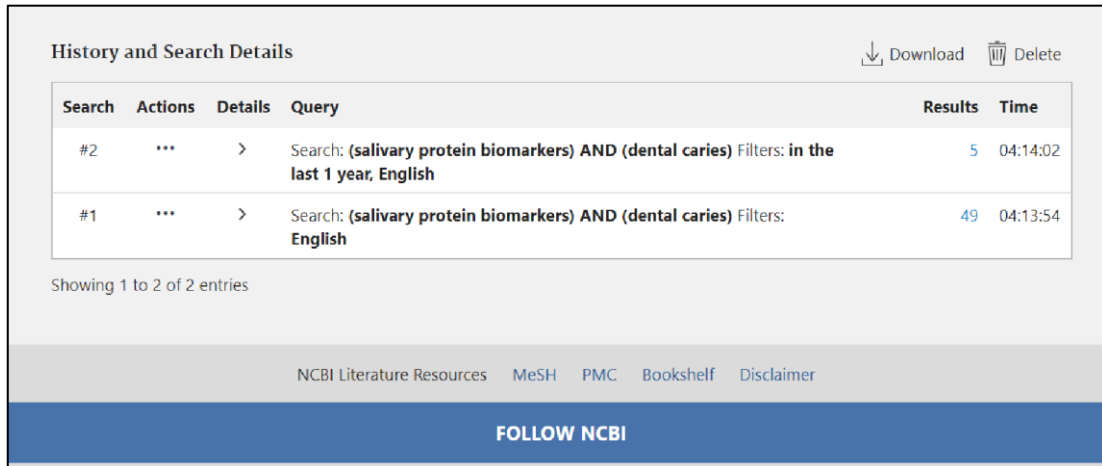 History and Search Details
Download Delete
Search Actions Details Query Results Time
#2 ••• > Search: (salivary protein biomarkers) AND (dental caries) Filters: in the 5 04:14:02
last 1 year, English
#1 ••• > Search: (salivary protein biomarkers) AND (dental caries) Filters: 49 04:13:54
English
Showing 1 to 2 of 2 entries
NCBI Literature Resources MeSH PMC Bookshelf Disclaimer
FOLLOW NCBI